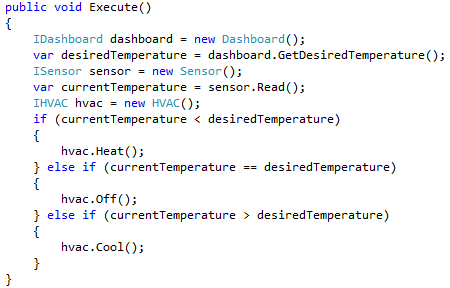 public void Execute()
{
    IDashboard dashboard = new Dashboard();
    var desiredTemperature = dashboard.GetDesiredTemperature();
    ISensor sensor = new Sensor();
    var currentTemperature = sensor.Read();
    IHVAC hvac = new HVAC();
    if (currentTemperature < desiredTemperature)
    {
        hvac.Heat();
    } else if (currentTemperature == desiredTemperature)
    {
        hvac.Off();
    } else if (currentTemperature > desiredTemperature)
    {
        hvac.Cool();
    }
}